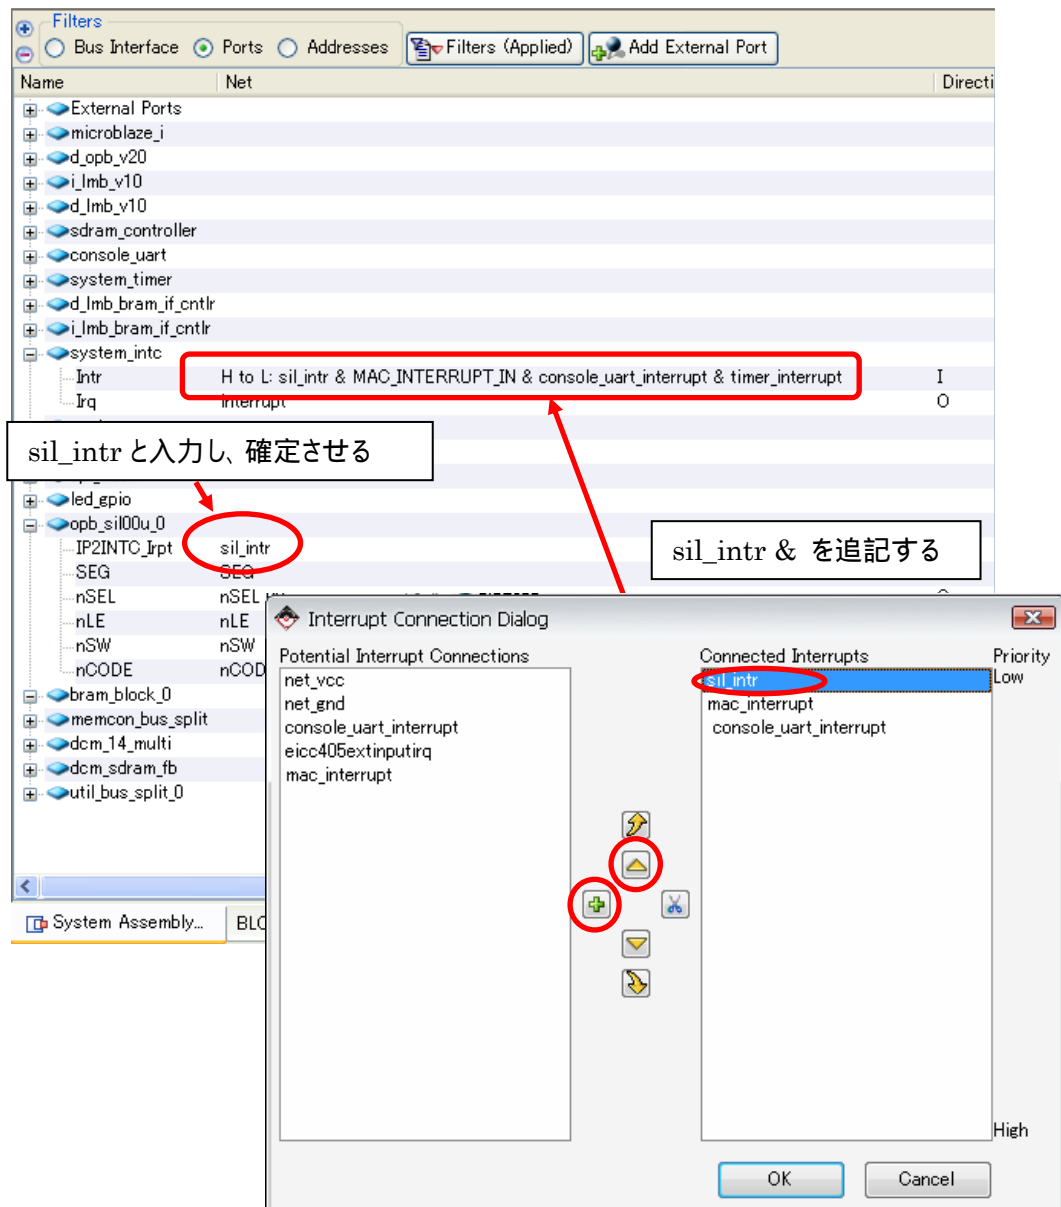 Filters
Bus Interface Ports Addresses Filters (Applied) Add External Port
Name Net Directi
External Ports
microblaze_i
d_opb_v20
i_lmb_v10
d_lmb_v10
sdram_controller
console_uart
system_timer
d_lmb_bram_if_cntlr
i_lmb_bram_if_cntlr
system_intc
Intr H to L: sil_intr & MAC_INTERRUPT_IN & console_uart_interrupt & timer_interrupt I
Irq Interrupt O
sil_intr と入力し、確定させる
led_gpio
opb_sil00u_0
IP2INTC_Irpt sil_intr
sil_intr & を追記する
SEG SEG
nSEL nSEL
nLE nLE
nSW nSW
nCODE nCOD
bram_block_0
memcon_bus_split
dcm_14_multi
dcm_sdram_fb
util_bus_split_0
System Assembly... BLO
Interrupt Connection Dialog
Potential Interrupt Connections
net_vcc
net_gnd
console_uart_interrupt
eicc405extinputirq
mac_interrupt
Connected Interrupts Priority
sil_intr Low
mac_interrupt
console_uart_interrupt
High
OK Cancel